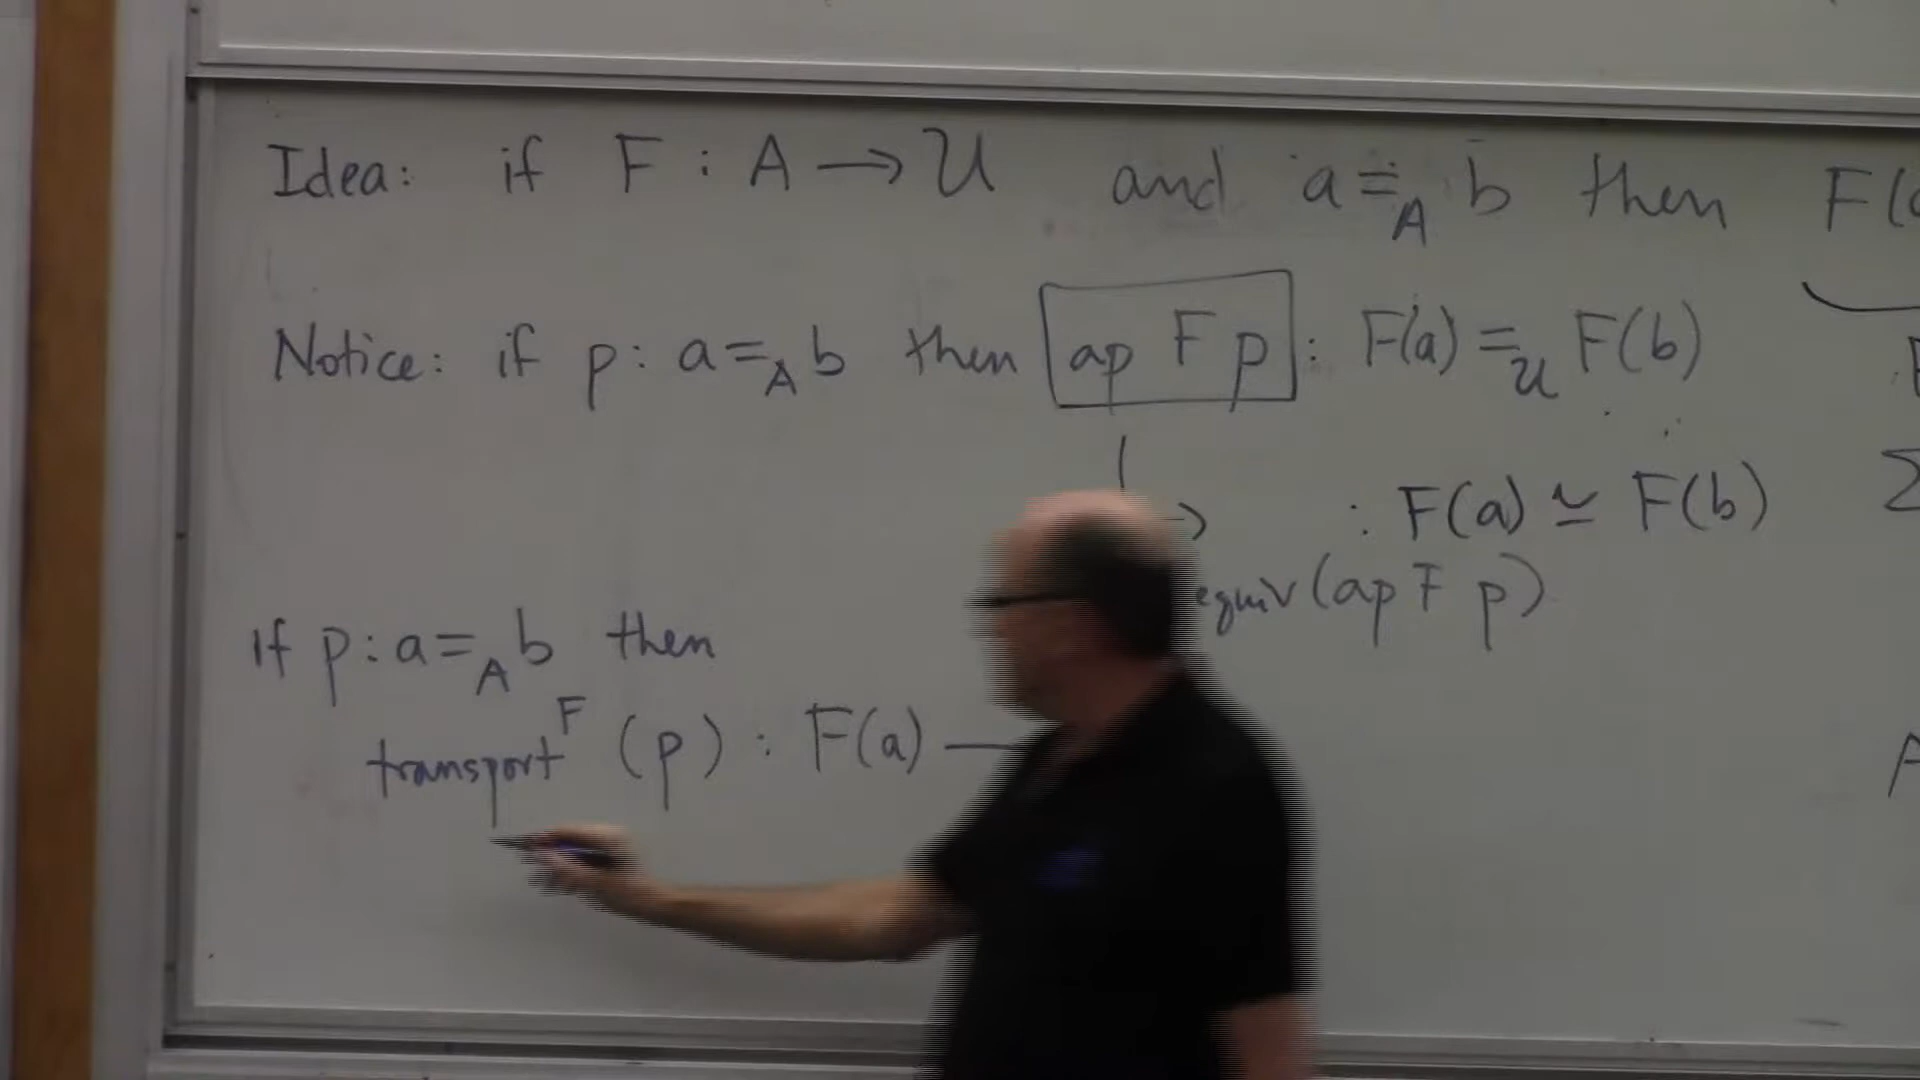 Idea: if F : A → U and a =_A b then F(
Notice: if p : a =_A b then ap F p : F(a) =_U F(b)
: F(a) ≃ F(b)
equiv(ap F p)
If p : a =_A b then
transport^F (p) : F(a) —
Σ
A